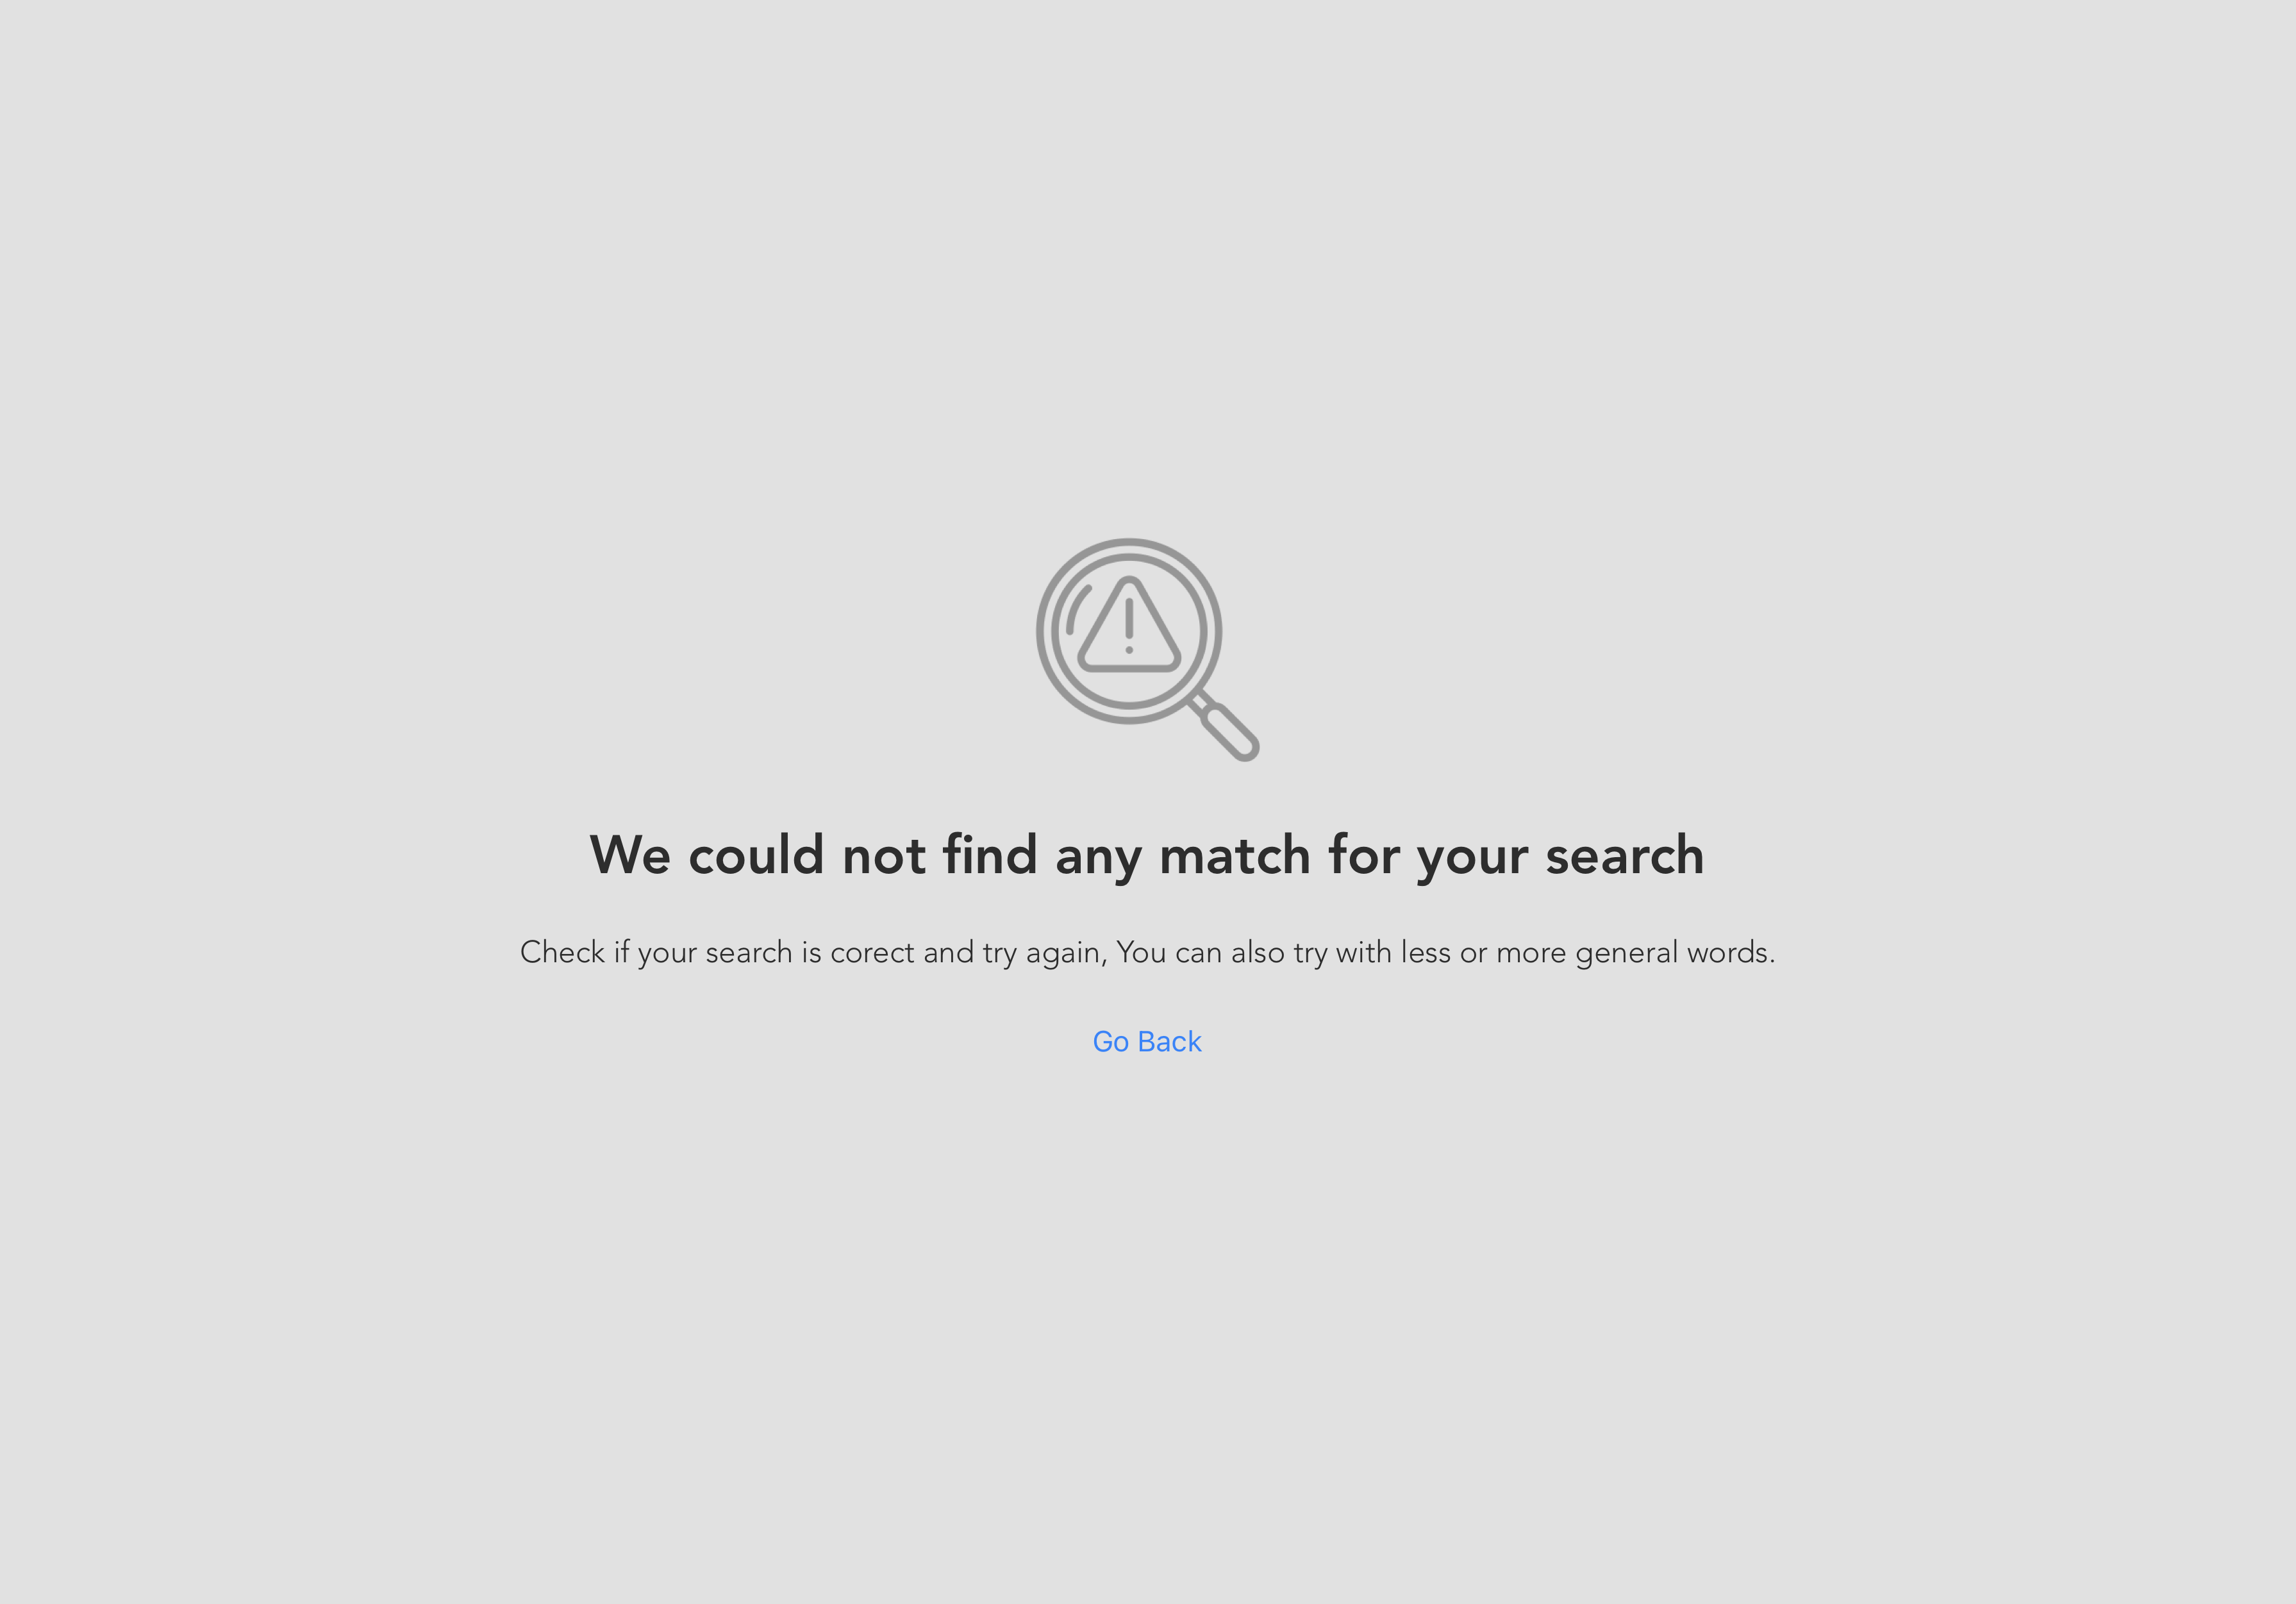 We could not find any match for your search
Check if your search is corect and try again, You can also try with less or more general words.
Go Back